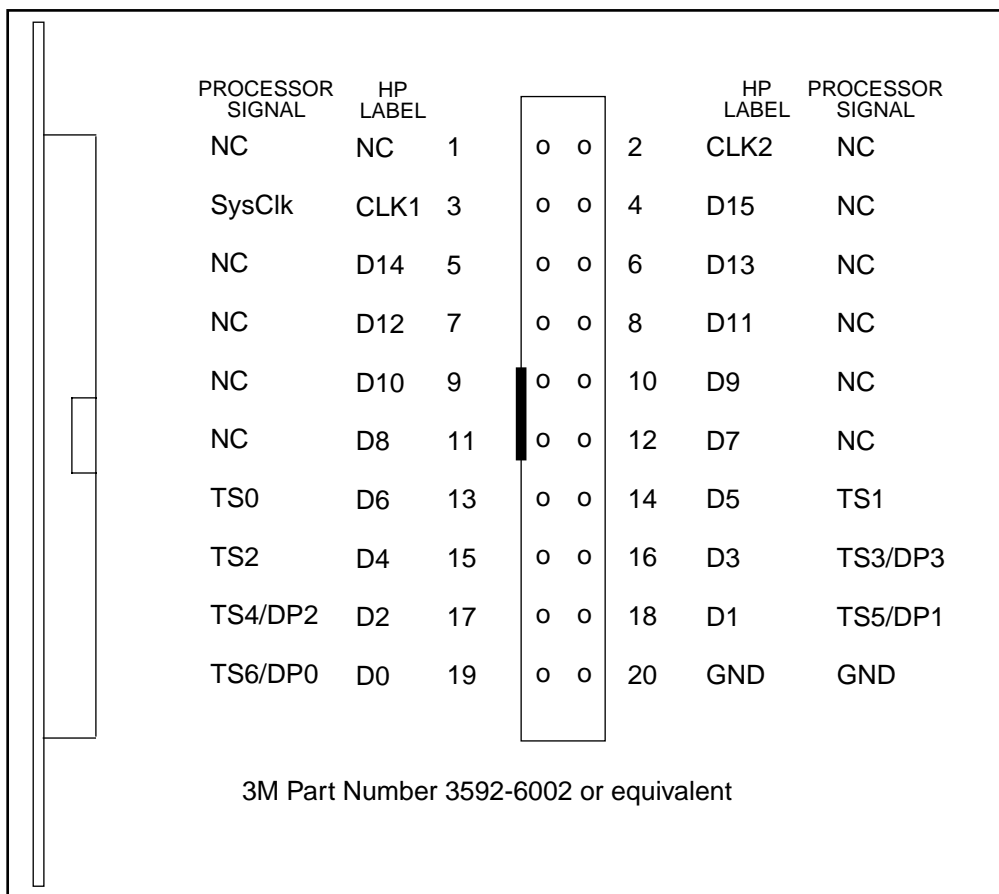 PROCESSOR SIGNAL HP LABEL HP LABEL PROCESSOR SIGNAL
NC NC 1 o o 2 CLK2 NC
SysClk CLK1 3 o o 4 D15 NC
NC D14 5 o o 6 D13 NC
NC D12 7 o o 8 D11 NC
NC D10 9 o o 10 D9 NC
NC D8 11 o o 12 D7 NC
TS0 D6 13 o o 14 D5 TS1
TS2 D4 15 o o 16 D3 TS3/DP3
TS4/DP2 D2 17 o o 18 D1 TS5/DP1
TS6/DP0 D0 19 o o 20 GND GND
3M Part Number 3592-6002 or equivalent